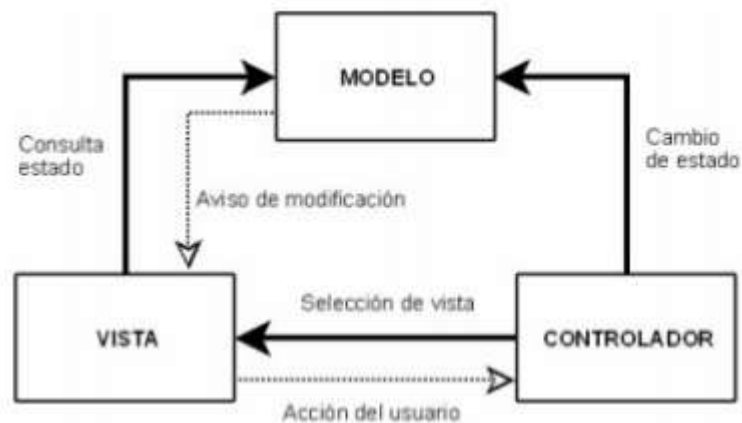 MODELO
Consulta
estado
Cambio
de estado
Aviso de modificación
Selección de vista
VISTA
CONTROLADOR
Acción del usuario